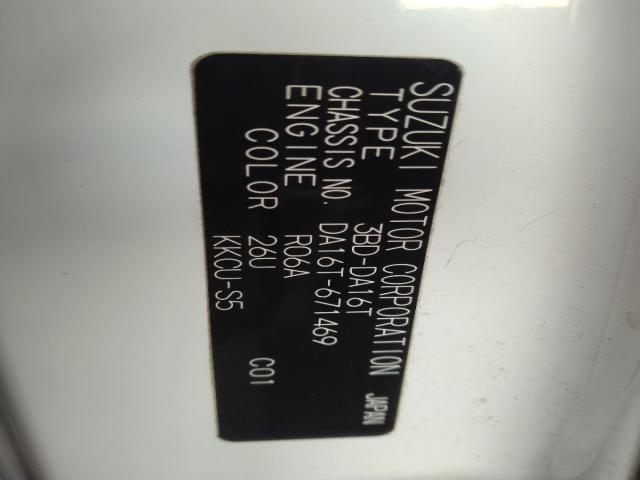 SUZUKI MOTOR CORPORATION JAPAN
TYPE 3BD-DA16T
CHASSIS NO. DA16T-671469
ENGINE R06A
COLOR 26U C01
KKCU-S5